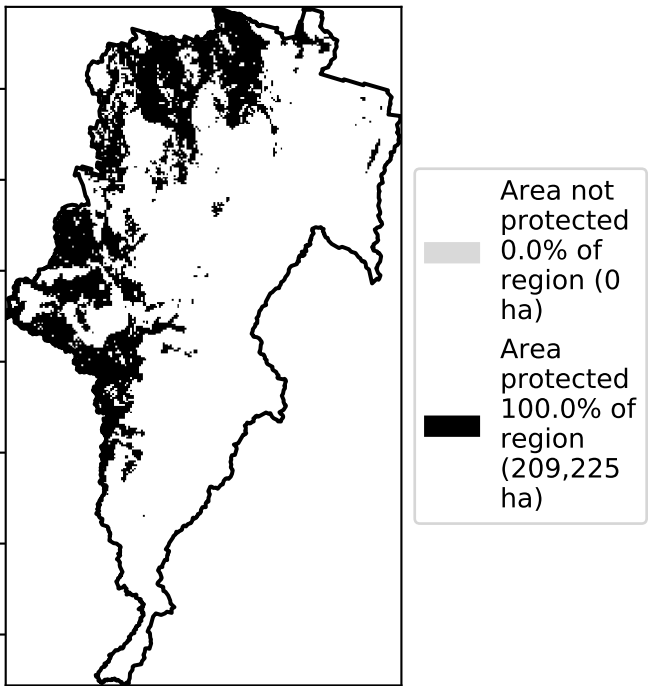 Area not
protected
0.0% of
region (0
ha)
Area
protected
100.0% of
region
(209,225
ha)